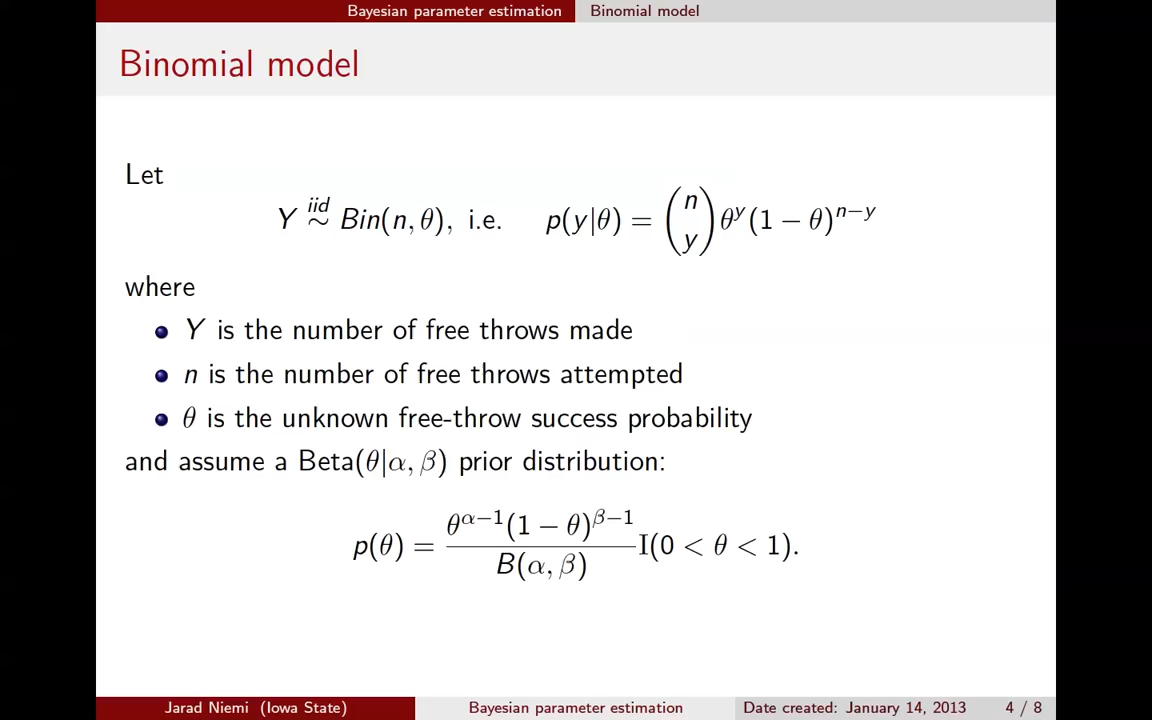 Bayesian parameter estimation Binomial model
Binomial model
Let
Y iid∼ Bin(n, θ), i.e. p(y|θ) = (n y) θ^y (1 − θ)^{n−y}
where
Y is the number of free throws made
n is the number of free throws attempted
θ is the unknown free-throw success probability
and assume a Beta(θ|α, β) prior distribution:
p(θ) = θ^{α−1}(1 − θ)^{β−1} / B(α, β) I(0 < θ < 1).
Jarad Niemi (Iowa State) Bayesian parameter estimation Date created: January 14, 2013 4 / 8